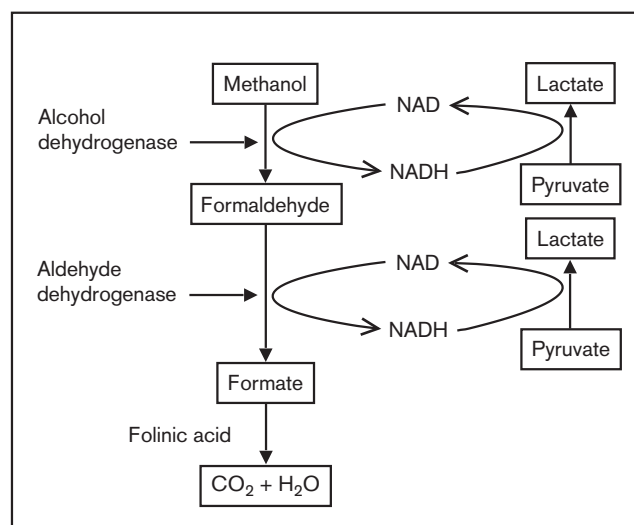 Methanol
NAD
Lactate
Alcohol
dehydrogenase
NADH
Pyruvate
Formaldehyde
Lactate
NAD
Aldehyde
dehydrogenase
NADH
Pyruvate
Formate
Folinic acid
CO₂ + H₂O